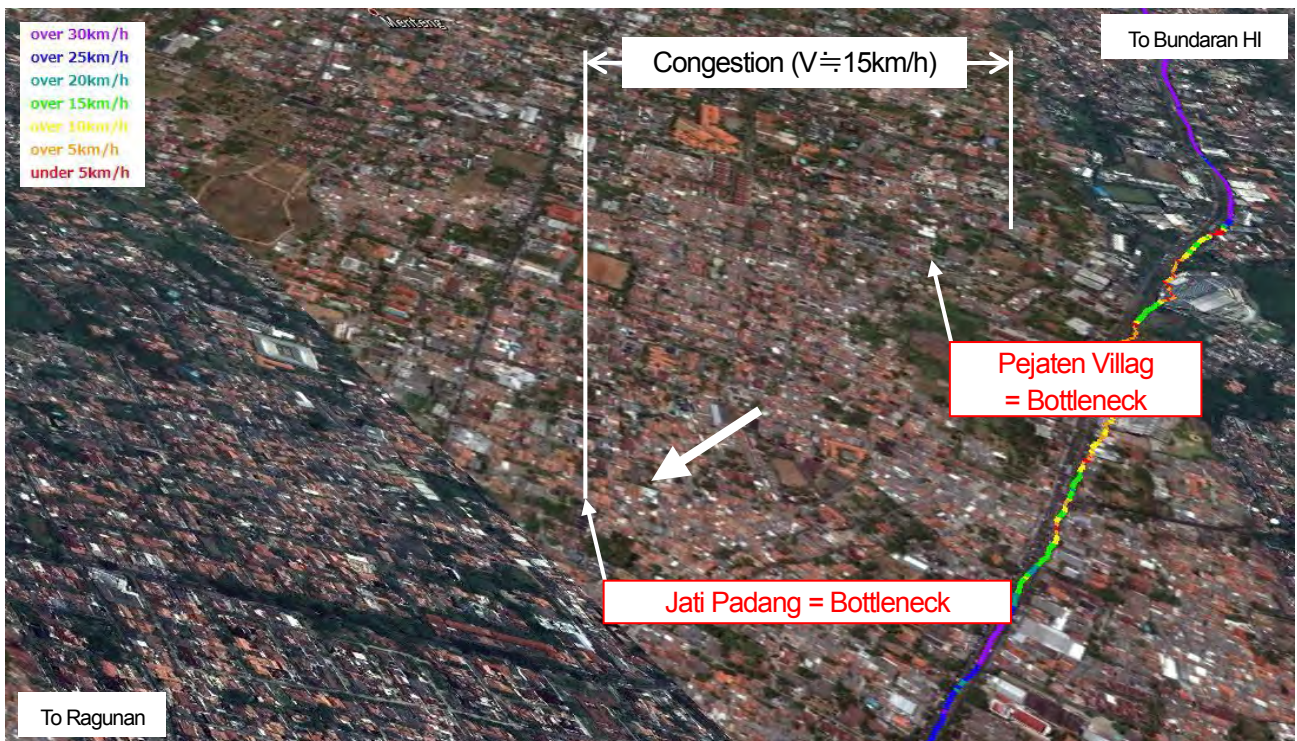 Menteng
over 30km/h
over 25km/h
over 20km/h
over 15km/h
over 10km/h
over 5km/h
under 5km/h
Congestion (V≒15km/h)
To Bundaran HI
Pejaten Villag
= Bottleneck
Jati Padang = Bottleneck
To Ragunan